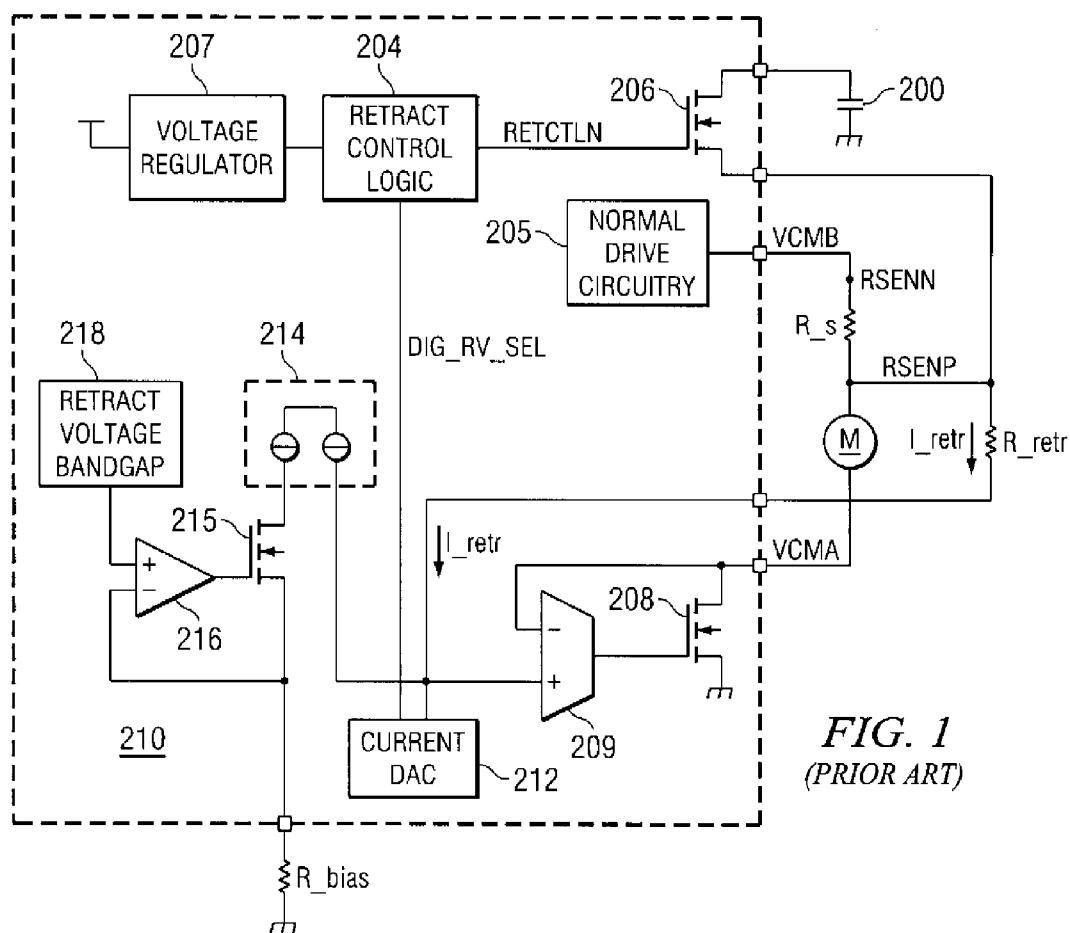 207
204
206
200
VOLTAGE
REGULATOR
RETRACT
CONTROL
LOGIC
RETCTLN
205
NORMAL
DRIVE
CIRCUITRY
VCMB
RSENN
R_s
218
214
DIG_RV_SEL
RSENP
RETRACT
VOLTAGE
BANDGAP
M
I_retr
R_retr
215
I_retr
VCMA
+
−
216
208
−
+
209
210
CURRENT
DAC
212
FIG. 1
(PRIOR ART)
R_bias